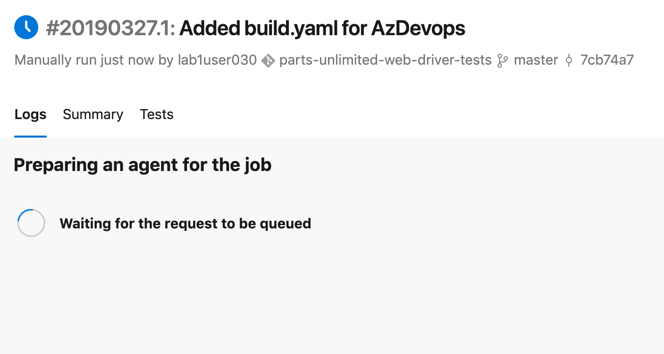 #20190327.1: Added build.yaml for AzDevops
Manually run just now by lab1user030 parts-unlimited-web-driver-tests master 7cb74a7
Logs Summary Tests
Preparing an agent for the job
Waiting for the request to be queued